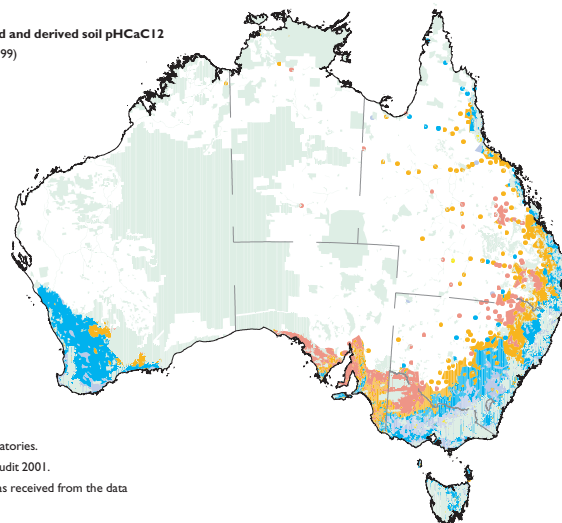 d and derived soil pHCaC12
99)
atories.
udit 2001.
as received from the data